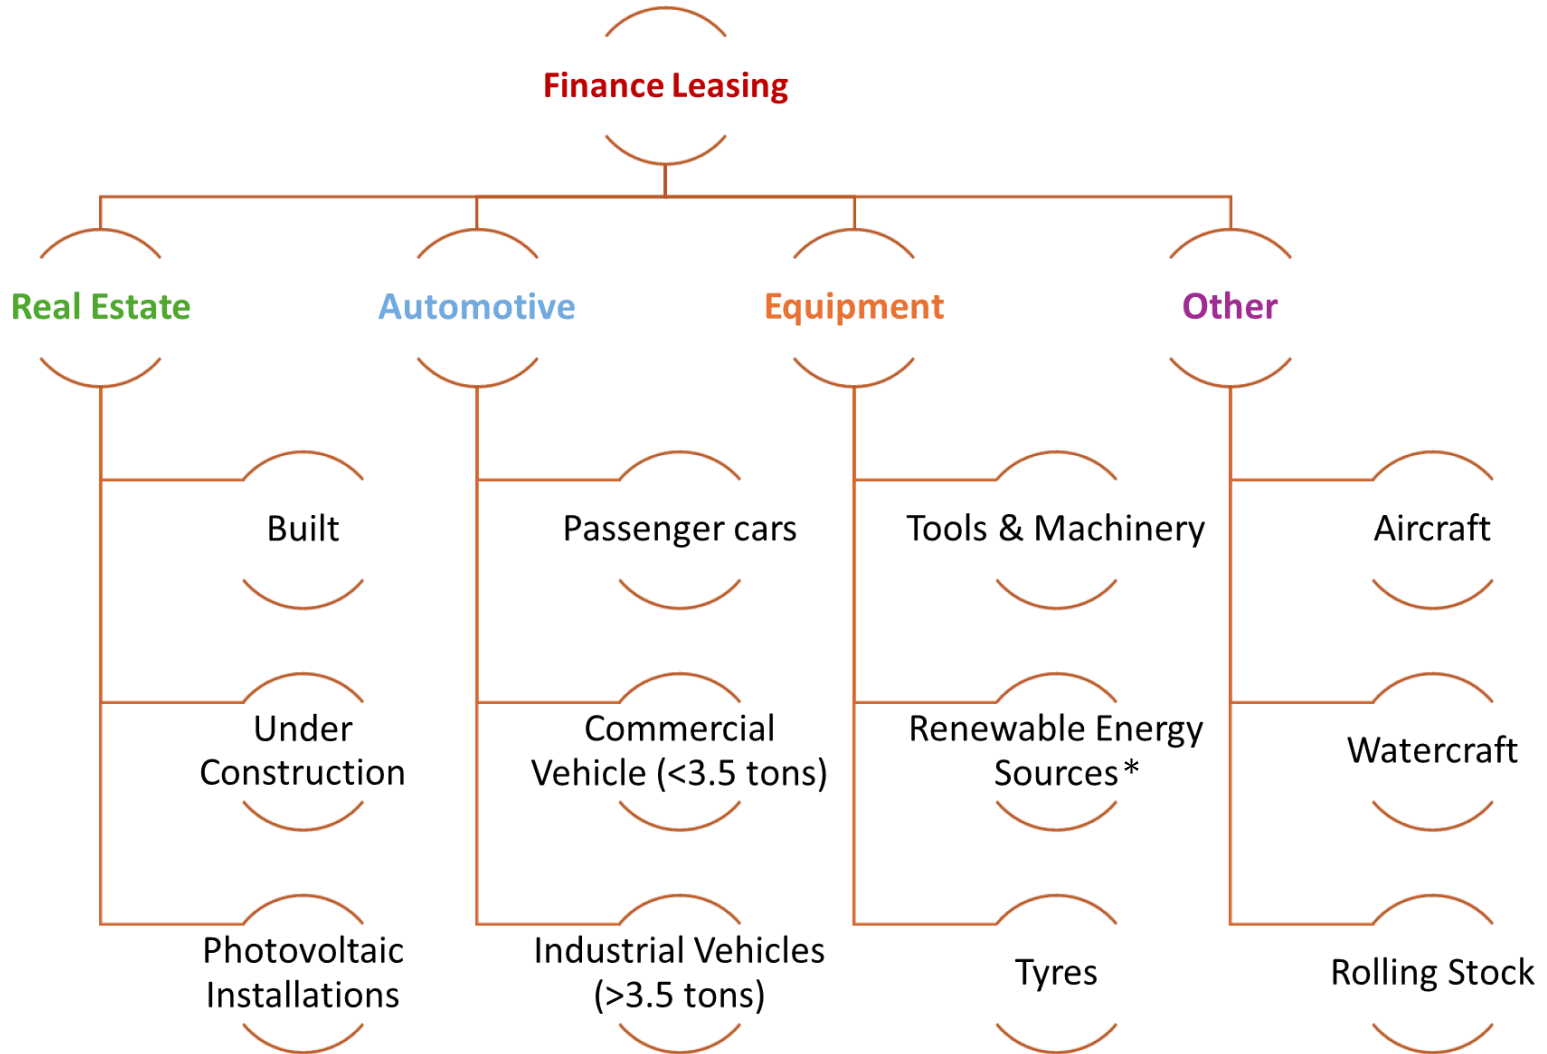 Finance Leasing
Real Estate
Automotive
Equipment
Other
Built
Passenger cars
Tools & Machinery
Aircraft
Under
Construction
Commercial
Vehicle (<3.5 tons)
Renewable Energy
Sources*
Watercraft
Photovoltaic
Installations
Industrial Vehicles
(>3.5 tons)
Tyres
Rolling Stock